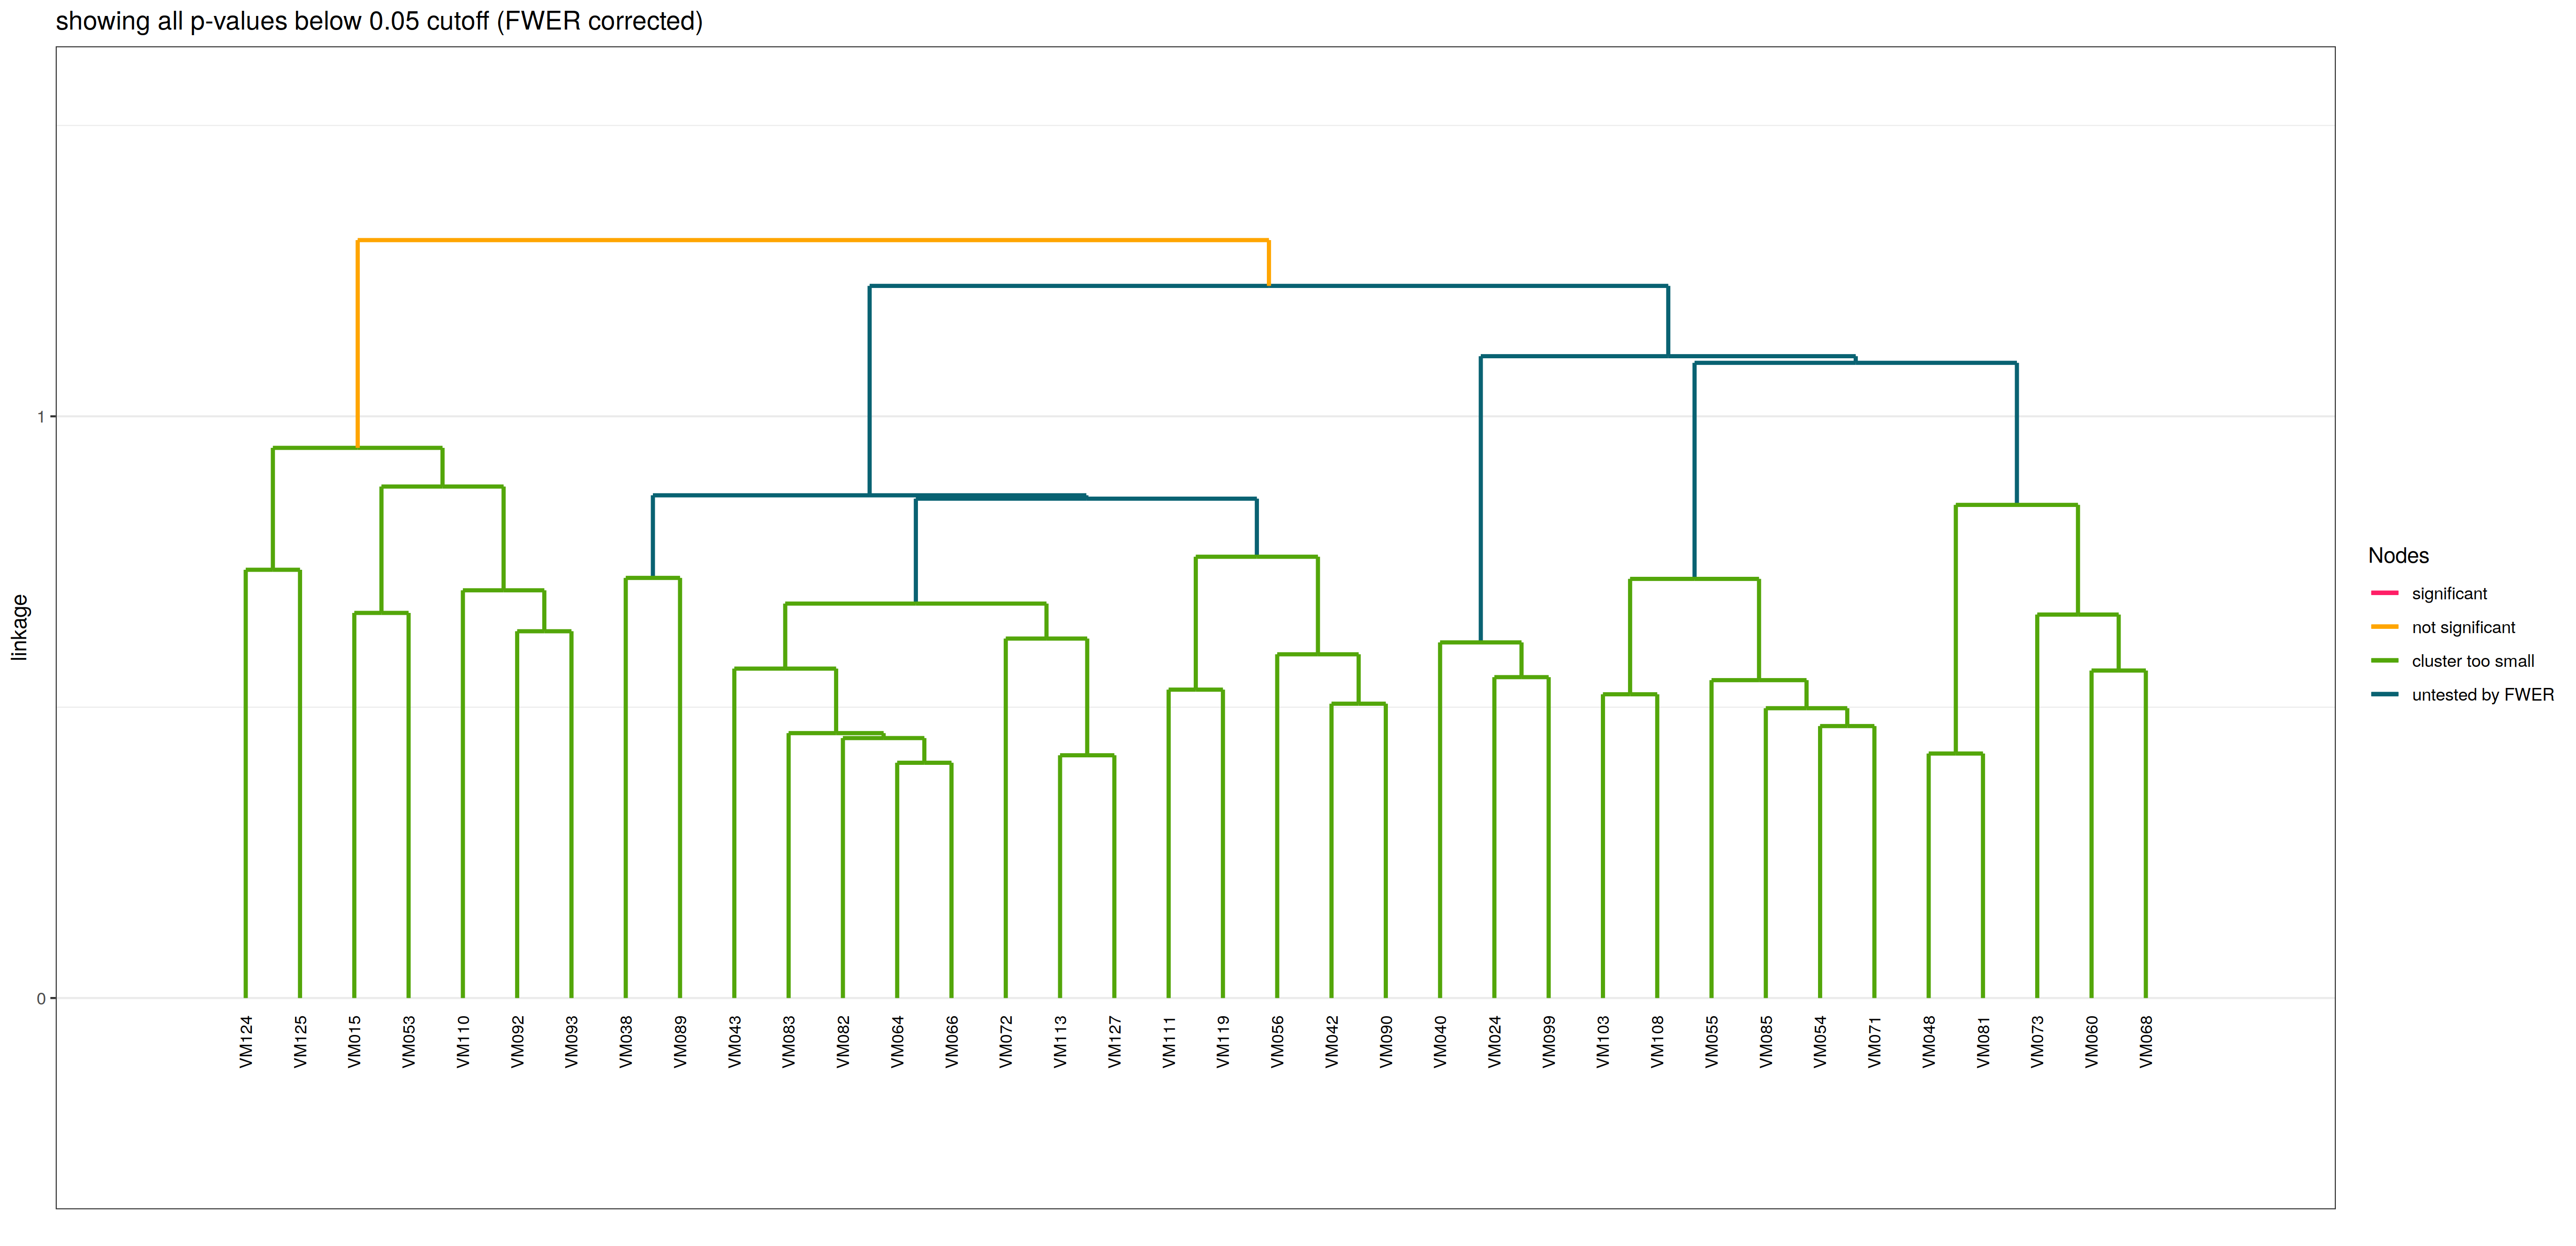 showing all p-values below 0.05 cutoff (FWER corrected)
1
0
linkage
VM124
VM125
VM015
VM053
VM110
VM092
VM093
VM038
VM089
VM043
VM083
VM082
VM064
VM066
VM072
VM113
VM127
VM111
VM119
VM056
VM042
VM090
VM040
VM024
VM099
VM103
VM108
VM055
VM085
VM054
VM071
VM048
VM081
VM073
VM060
VM068
Nodes
significant
not significant
cluster too small
untested by FWER